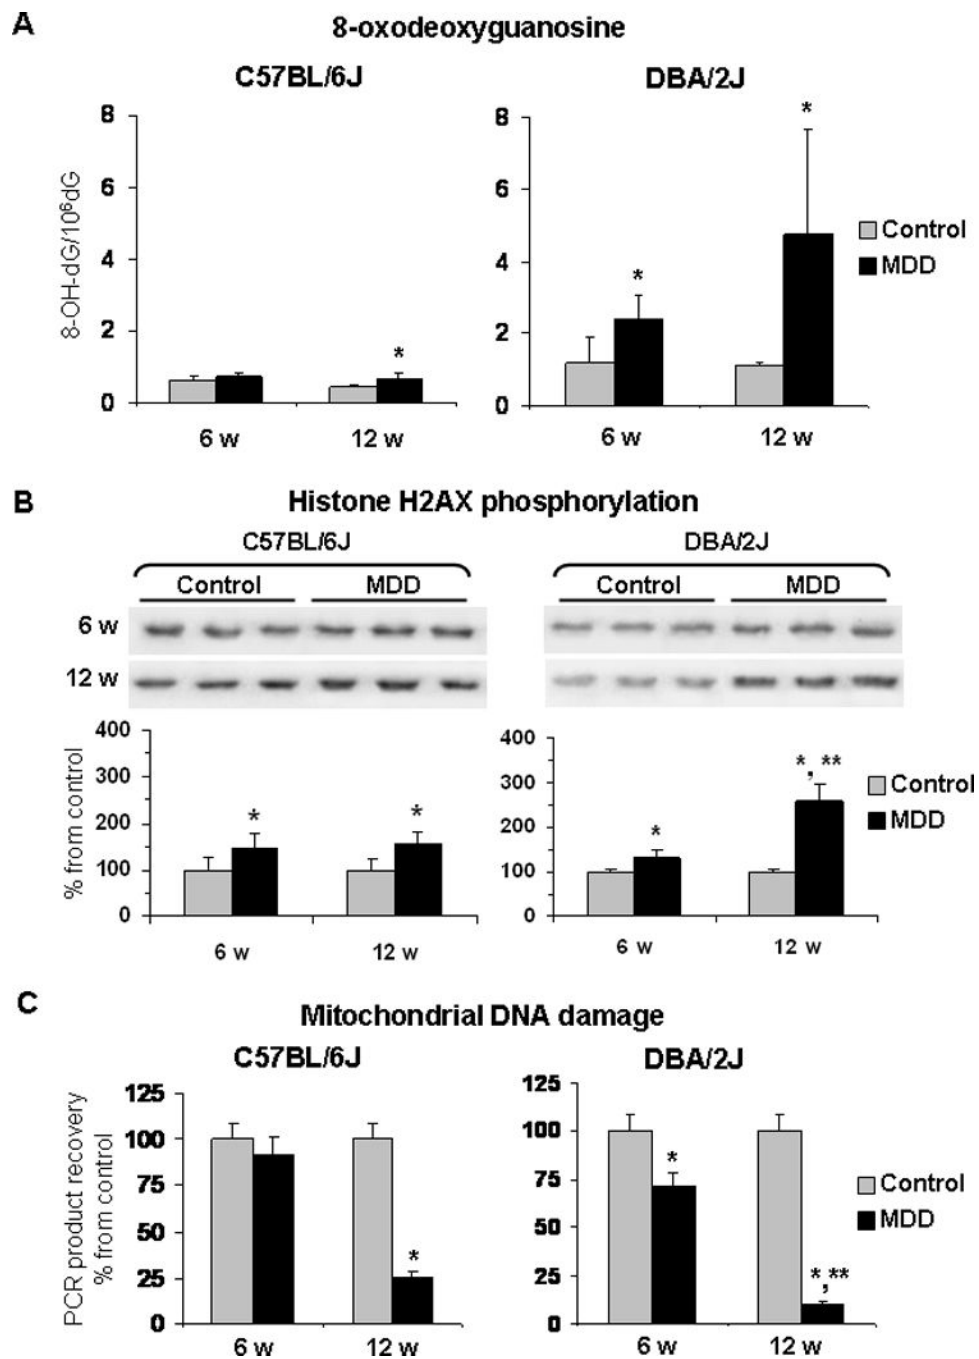 A
8-oxodeoxyguanosine
C57BL/6J
DBA/2J
8-OH-dG/10⁶dG
8
6
4
2
0
*
6 w
12 w
8
6
4
2
0
*
*
6 w
12 w
Control
MDD
B
Histone H2AX phosphorylation
C57BL/6J
DBA/2J
Control
MDD
Control
MDD
6 w
12 w
% from control
400
300
200
100
0
*
*
6 w
12 w
400
300
200
100
0
*
*, **
6 w
12 w
Control
MDD
C
Mitochondrial DNA damage
C57BL/6J
DBA/2J
PCR product recovery
% from control
125
100
75
50
25
0
*
6 w
12 w
125
100
75
50
25
0
*
*,**
6 w
12 w
Control
MDD